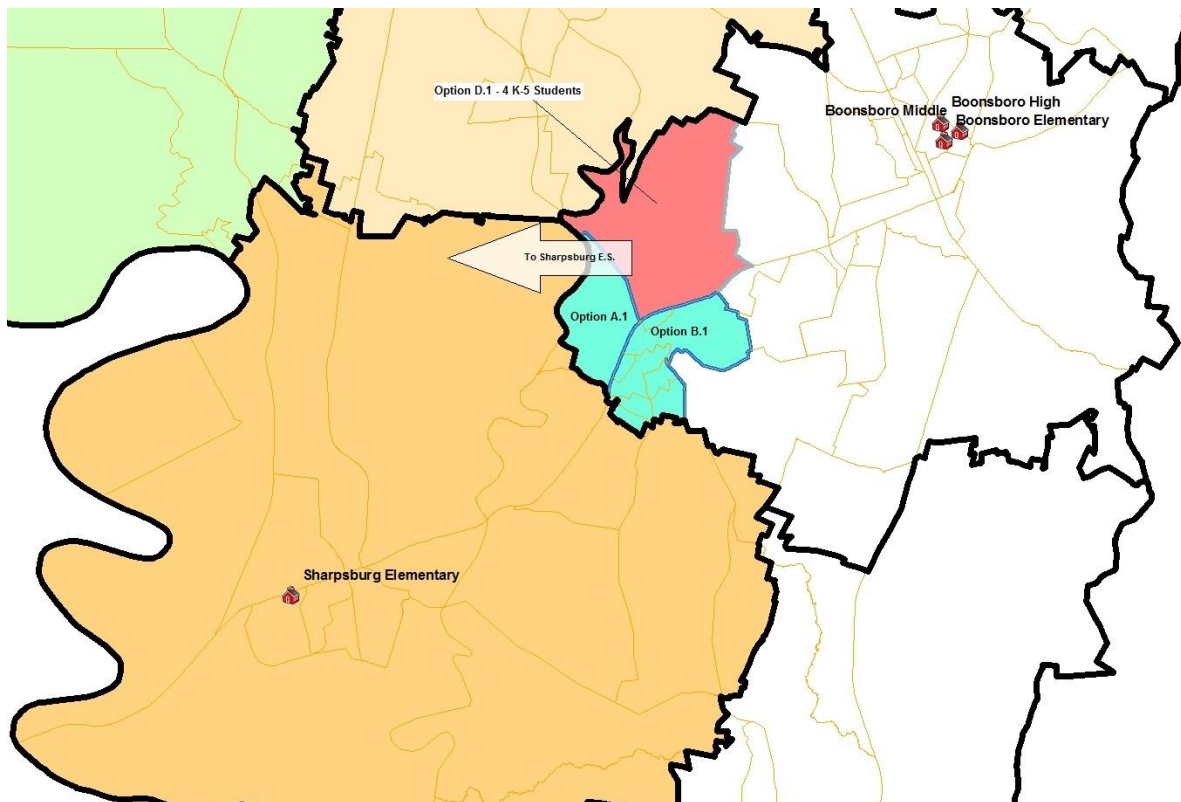 Option D.1 - 4 K-5 Students
Boonsboro High
Boonsboro Middle
Boonsboro Elementary
To Sharpsburg E.S.
Option A.1
Option B.1
Sharpsburg Elementary